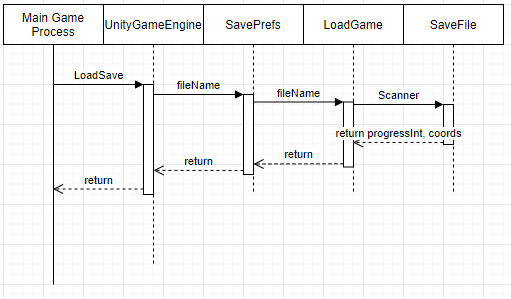 Main Game
Process
UnityGameEngine
SavePrefs
LoadGame
SaveFile
LoadSave
fileName
fileName
Scanner
return progressInt, coords
return
return
return